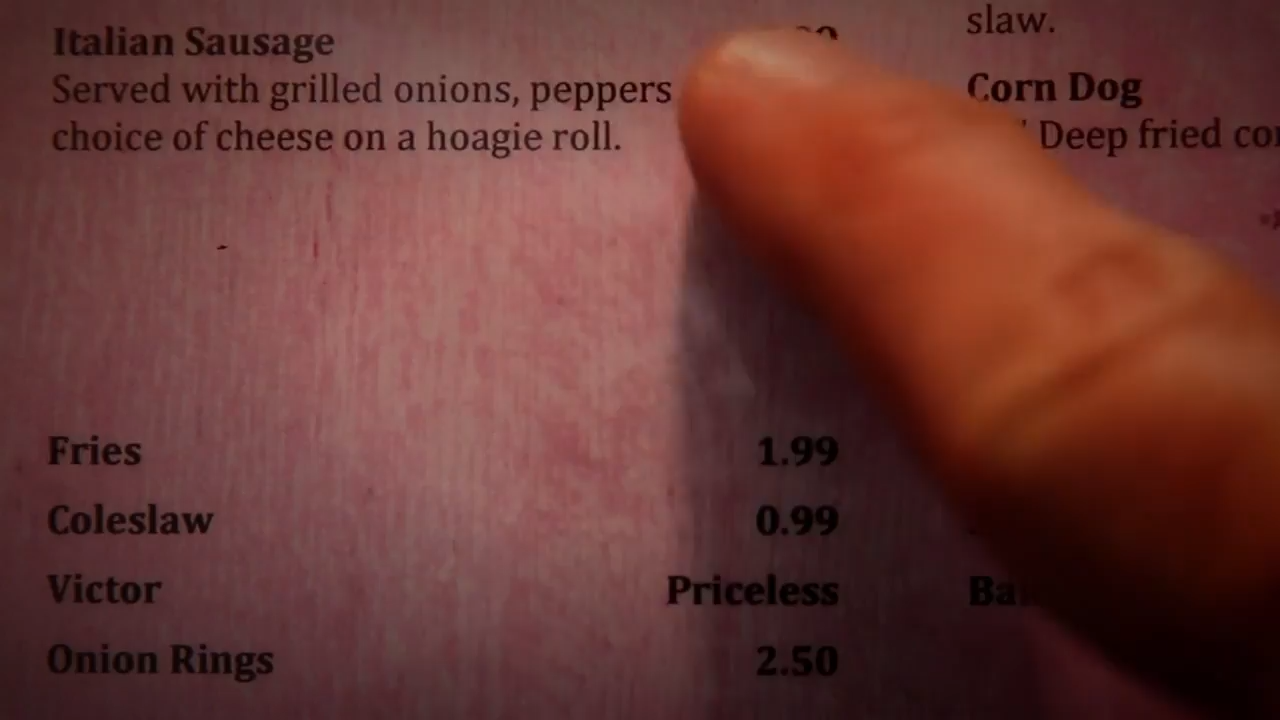 Italian Sausage
Served with grilled onions, peppers
choice of cheese on a hoagie roll.
Fries 1.99
Coleslaw 0.99
Victor Priceless
Onion Rings 2.50
slaw.
Corn Dog
Deep fried